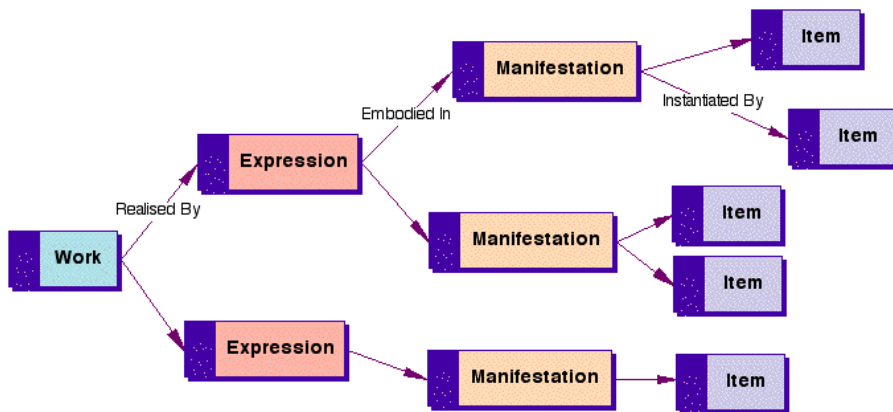 Item
Manifestation
Instantiated By
Embodied In
Item
Expression
Realised By
Item
Manifestation
Work
Item
Expression
Manifestation
Item